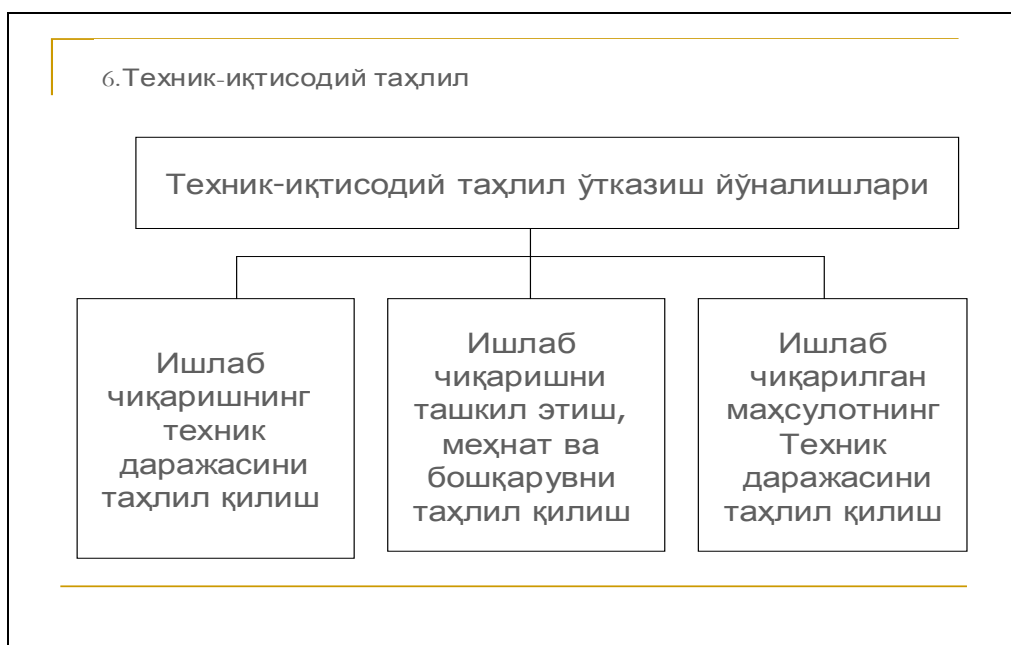 6.Техник-иқтисодий таҳлил
Техник-иқтисодий таҳлил ўтказиш йўналишлари
Ишлаб
чиқаришнинг
техник
даражасини
таҳлил қилиш
Ишлаб
чиқаришни
ташкил этиш,
меҳнат ва
бошқарувни
таҳлил қилиш
Ишлаб
чиқарилган
маҳсулотнинг
Техник
даражасини
таҳлил қилиш